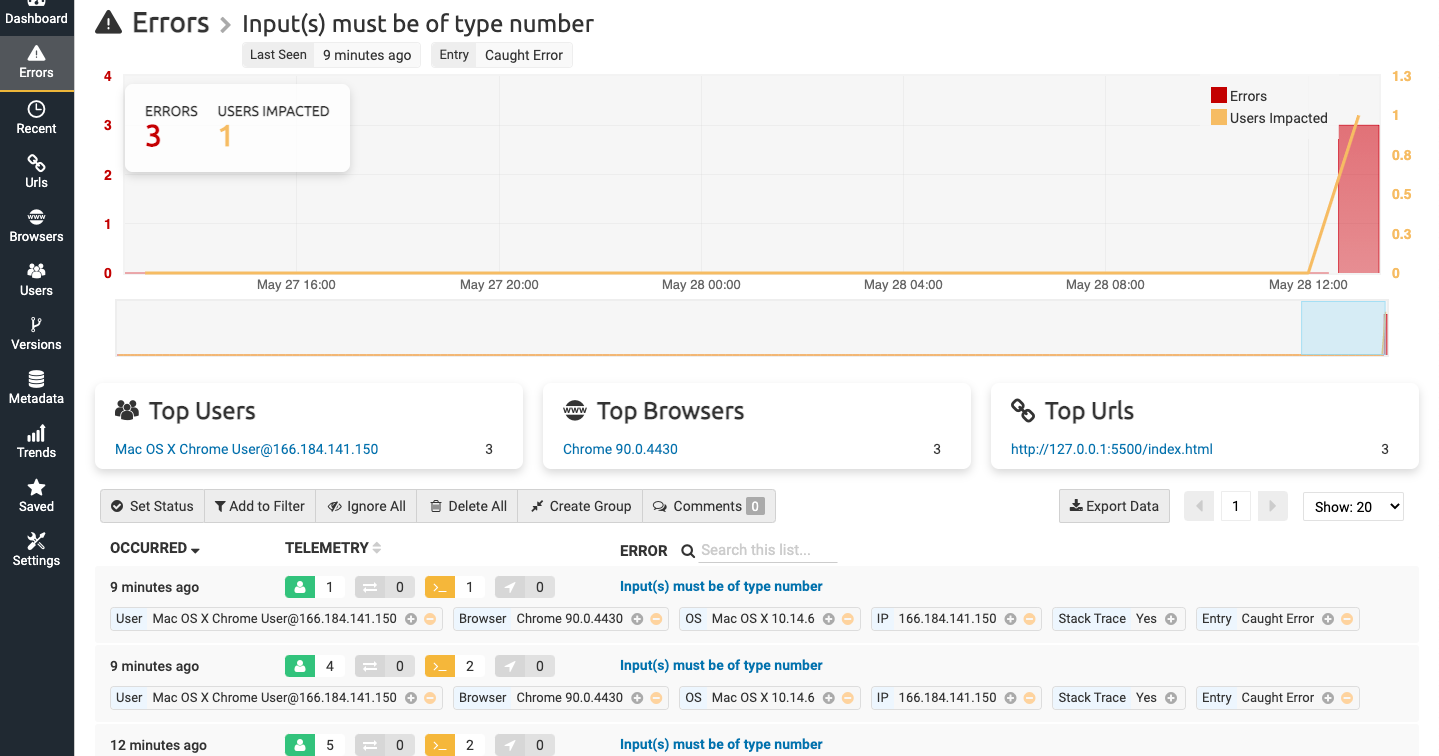 Dashboard
Errors
Recent
Urls
www
Browsers
Users
Versions
Metadata
Trends
Saved
Settings
Errors > Input(s) must be of type number
Last Seen 9 minutes ago Entry Caught Error
4
3
2
1
0
ERRORS USERS IMPACTED
3 1
Errors
Users Impacted
1.3
1
0.8
0.5
0.3
0
May 27 16:00 May 27 20:00 May 28 00:00 May 28 04:00 May 28 08:00 May 28 12:00
Top Users
Mac OS X Chrome User@166.184.141.150 3
www Top Browsers
Chrome 90.0.4430 3
Top Urls
http://127.0.0.1:5500/index.html 3
Set Status Add to Filter Ignore All Delete All Create Group Comments 0 Export Data 1 Show: 20
OCCURRED TELEMETRY ERROR Search this list...
9 minutes ago 1 0 >_ 1 0 Input(s) must be of type number
User Mac OS X Chrome User@166.184.141.150 Browser Chrome 90.0.4430 OS Mac OS X 10.14.6 IP 166.184.141.150 Stack Trace Yes Entry Caught Error
9 minutes ago 4 0 >_ 2 0 Input(s) must be of type number
User Mac OS X Chrome User@166.184.141.150 Browser Chrome 90.0.4430 OS Mac OS X 10.14.6 IP 166.184.141.150 Stack Trace Yes Entry Caught Error
12 minutes ago 5 0 >_ 2 0 Input(s) must be of type number